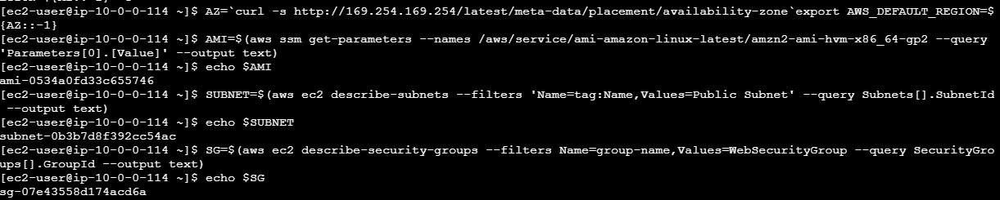 [ec2-user@ip-10-0-0-114 ~]$ AZ=`curl -s http://169.254.169.254/latest/meta-data/placement/availability-zone`export AWS_DEFAULT_REGION=$
{AZ::-1}
[ec2-user@ip-10-0-0-114 ~]$ AMI=$(aws ssm get-parameters --names /aws/service/ami-amazon-linux-latest/amzn2-ami-hvm-x86_64-gp2 --query
'Parameters[0].[Value]' --output text)
[ec2-user@ip-10-0-0-114 ~]$ echo $AMI
ami-0534a0fd33c655746
[ec2-user@ip-10-0-0-114 ~]$ SUBNET=$(aws ec2 describe-subnets --filters 'Name=tag:Name,Values=Public Subnet' --query Subnets[].SubnetId
 --output text)
[ec2-user@ip-10-0-0-114 ~]$ echo $SUBNET
subnet-0b3b7d8f392cc54ac
[ec2-user@ip-10-0-0-114 ~]$ SG=$(aws ec2 describe-security-groups --filters Name=group-name,Values=WebSecurityGroup --query SecurityGro
ups[].GroupId --output text)
[ec2-user@ip-10-0-0-114 ~]$ echo $SG
sg-07e43558d174acd6a